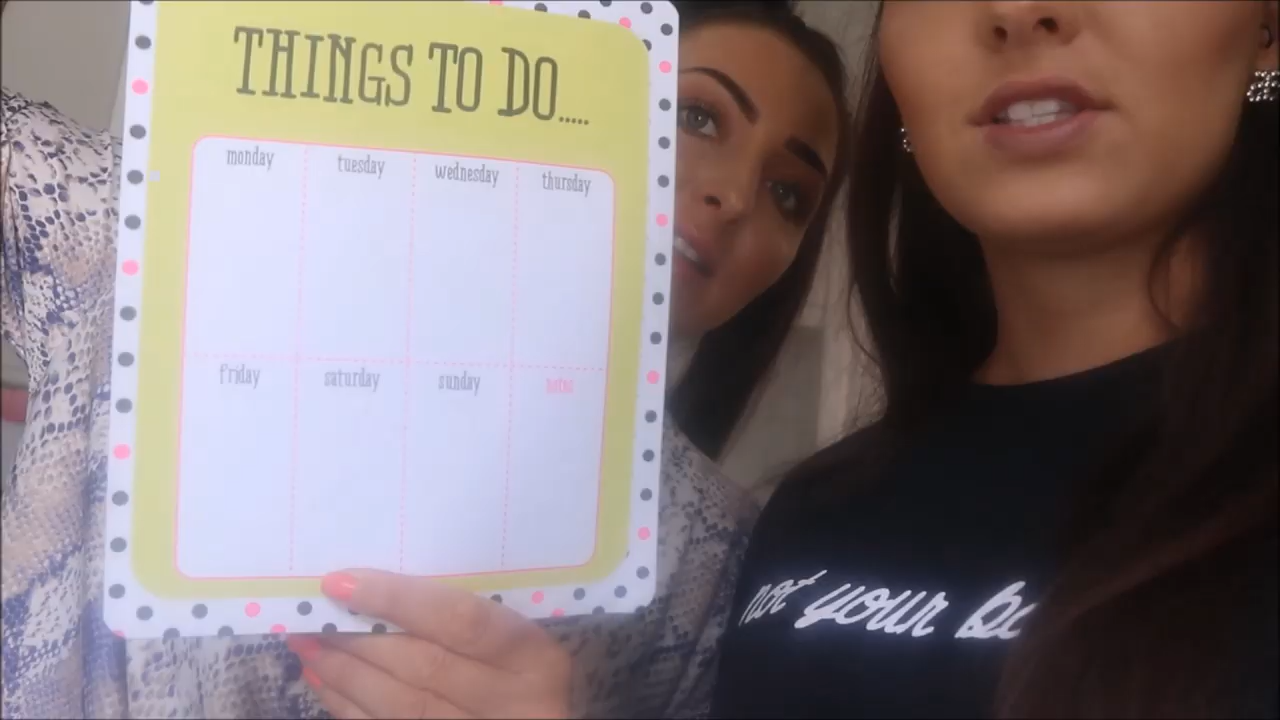 THINGS TO DO.....
monday tuesday wednesday thursday
friday saturday sunday notes
not your